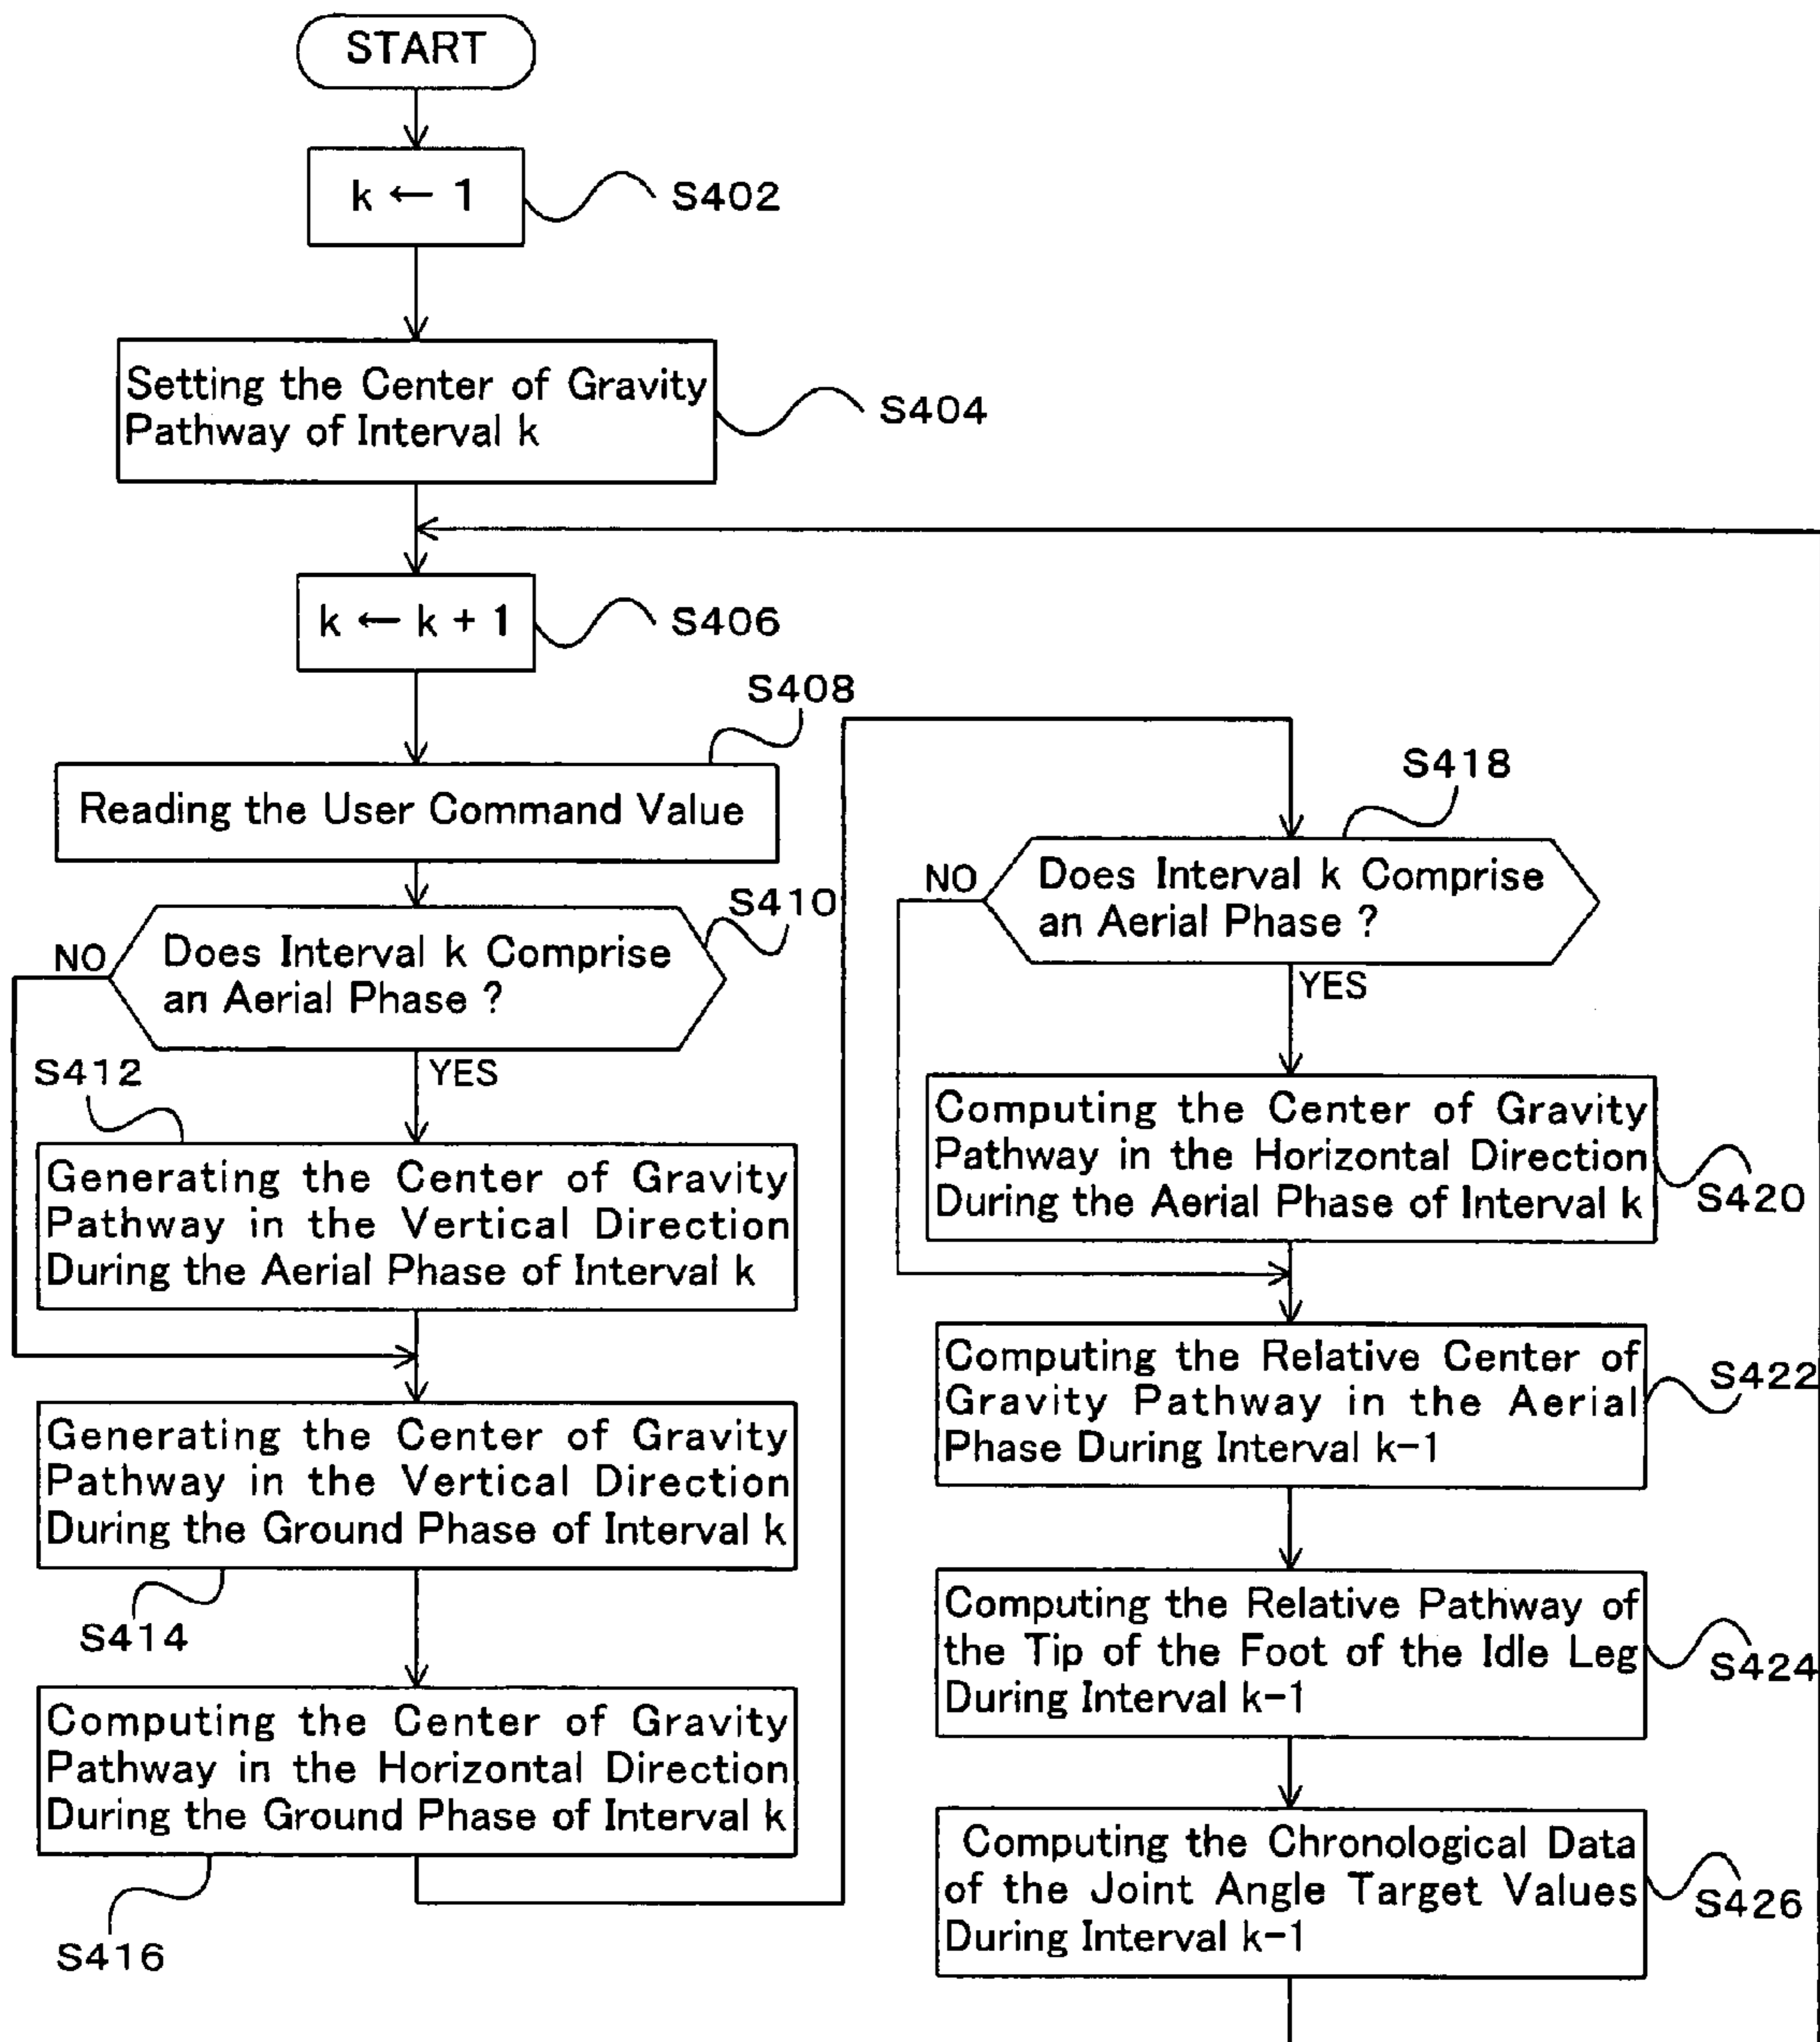 START
k ← 1
S402
Setting the Center of Gravity
Pathway of Interval k
S404
k ← k + 1
S406
S408
Reading the User Command Value
S410
NO
Does Interval k Comprise
an Aerial Phase ?
YES
S412
Generating the Center of Gravity
Pathway in the Vertical Direction
During the Aerial Phase of Interval k
Generating the Center of Gravity
Pathway in the Vertical Direction
During the Ground Phase of Interval k
S414
Computing the Center of Gravity
Pathway in the Horizontal Direction
During the Ground Phase of Interval k
S416
S418
NO
Does Interval k Comprise
an Aerial Phase ?
YES
Computing the Center of Gravity
Pathway in the Horizontal Direction
During the Aerial Phase of Interval k
S420
Computing the Relative Center of
Gravity Pathway in the Aerial
Phase During Interval k-1
S422
Computing the Relative Pathway of
the Tip of the Foot of the Idle Leg
During Interval k-1
S424
Computing the Chronological Data
of the Joint Angle Target Values
During Interval k-1
S426